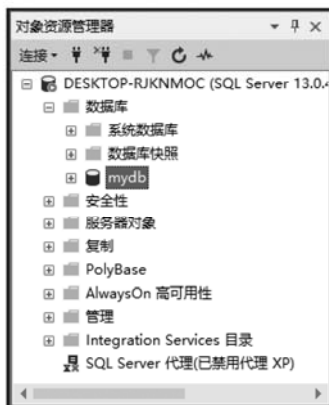 对象资源管理器
连接
DESKTOP-RJKNMOC (SQL Server 13.0.4
数据库
系统数据库
数据库快照
mydb
安全性
服务器对象
复制
PolyBase
AlwaysOn 高可用性
管理
Integration Services 目录
SQL Server 代理(已禁用代理 XP)